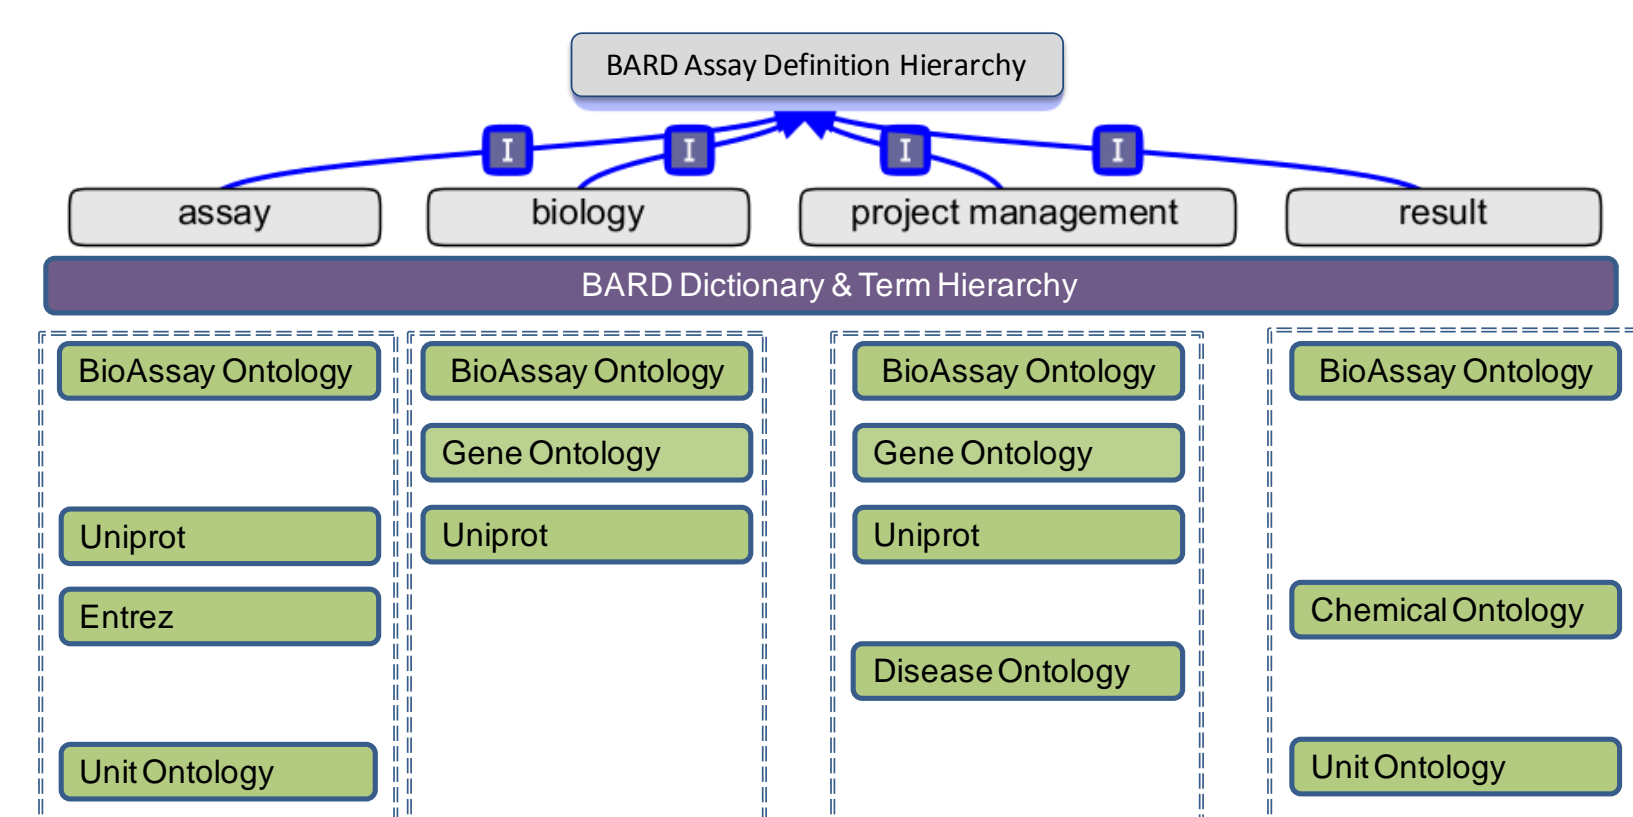 BARD Assay Definition Hierarchy
I I I I
assay biology project management result
BARD Dictionary & Term Hierarchy
BioAssay Ontology BioAssay Ontology BioAssay Ontology BioAssay Ontology
Gene Ontology Gene Ontology
Uniprot Uniprot Uniprot
Entrez Chemical Ontology
Disease Ontology
Unit Ontology Unit Ontology